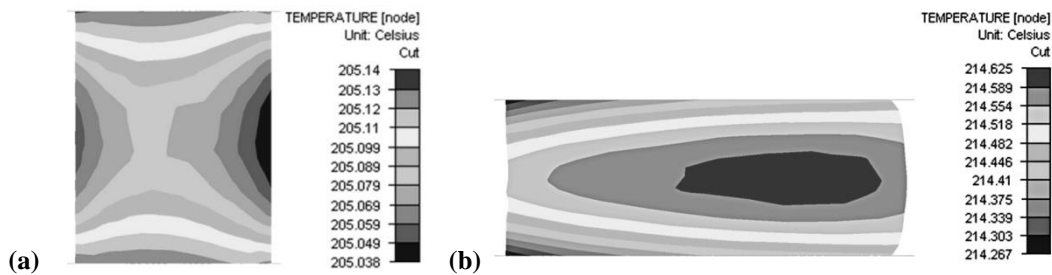 TEMPERATURE [node]
Unit: Celsius
Cut
205.14
205.13
205.12
205.11
205.099
205.089
205.079
205.069
205.059
205.049
205.038
(a)
TEMPERATURE [node]
Unit: Celsius
Cut
214.625
214.589
214.554
214.518
214.482
214.446
214.41
214.375
214.339
214.303
214.267
(b)